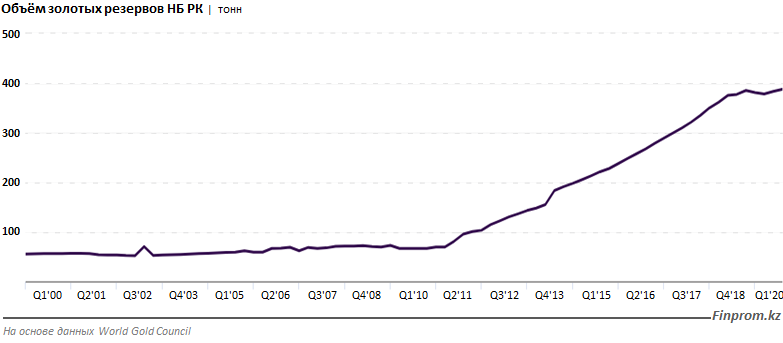 Объём золотых резервов НБ РК | тонн
500
400
300
200
100
Q1'00 Q2'01 Q3'02 Q4'03 Q1'05 Q2'06 Q3'07 Q4'08 Q1'10 Q2'11 Q3'12 Q4'13 Q1'15 Q2'16 Q3'17 Q4'18 Q1'20
Finprom.kz
На основе данных World Gold Council